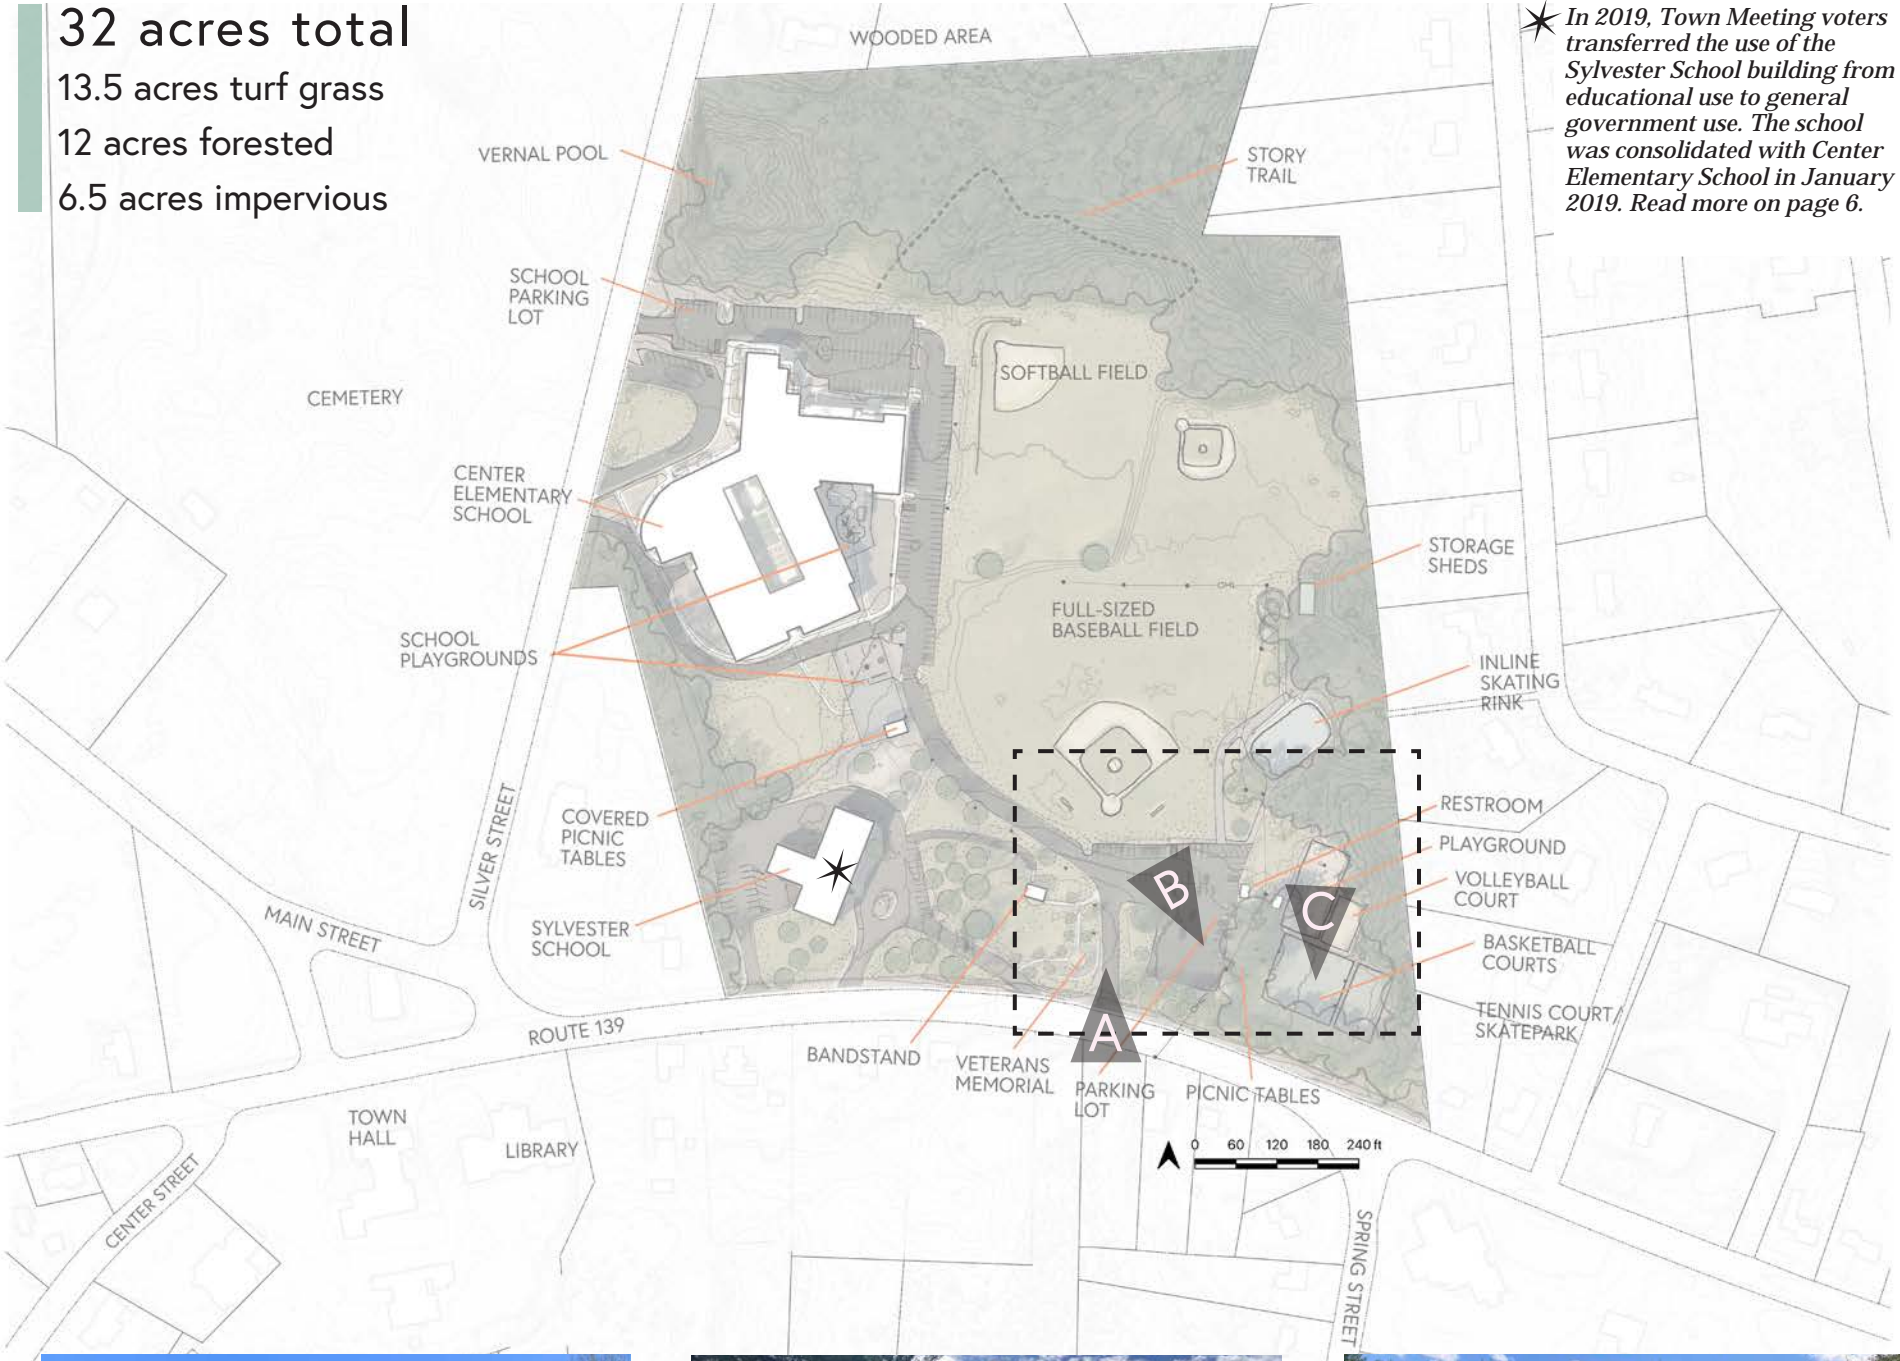 32 acres total
13.5 acres turf grass
12 acres forested
6.5 acres impervious
In 2019, Town Meeting voters
transferred the use of the
Sylvester School building from
educational use to general
government use. The school
was consolidated with Center
Elementary School in January
2019. Read more on page 6.
WOODED AREA
VERNAL POOL
STORY
TRAIL
SCHOOL
PARKING
LOT
SOFTBALL FIELD
CEMETERY
CENTER
ELEMENTARY
SCHOOL
STORAGE
SHEDS
FULL-SIZED
BASEBALL FIELD
SCHOOL
PLAYGROUNDS
INLINE
SKATING
RINK
COVERED
PICNIC
TABLES
SILVER STREET
RESTROOM
PLAYGROUND
VOLLEYBALL
COURT
B
C
MAIN STREET
SYLVESTER
SCHOOL
BASKETBALL
COURTS
TENNIS COURT/
SKATEPARK
ROUTE 139
A
BANDSTAND
VETERANS
MEMORIAL
PARKING
LOT
PICNIC TABLES
TOWN
HALL
LIBRARY
0 60 120 180 240 ft
CENTER STREET
SPRING STREET